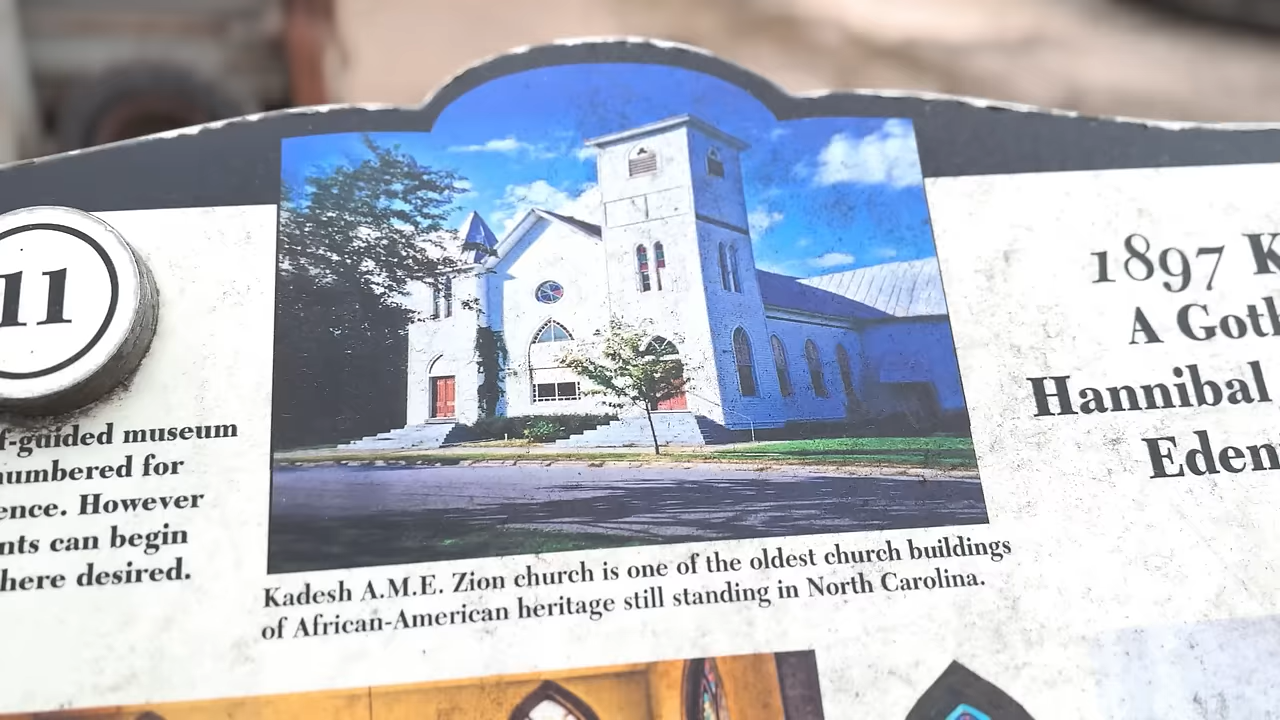 11
f-guided museum
numbered for
ence. However
nts can begin
here desired.
Kadesh A.M.E. Zion church is one of the oldest church buildings
of African-American heritage still standing in North Carolina.
1897 K
A Goth
Hannibal
Eden